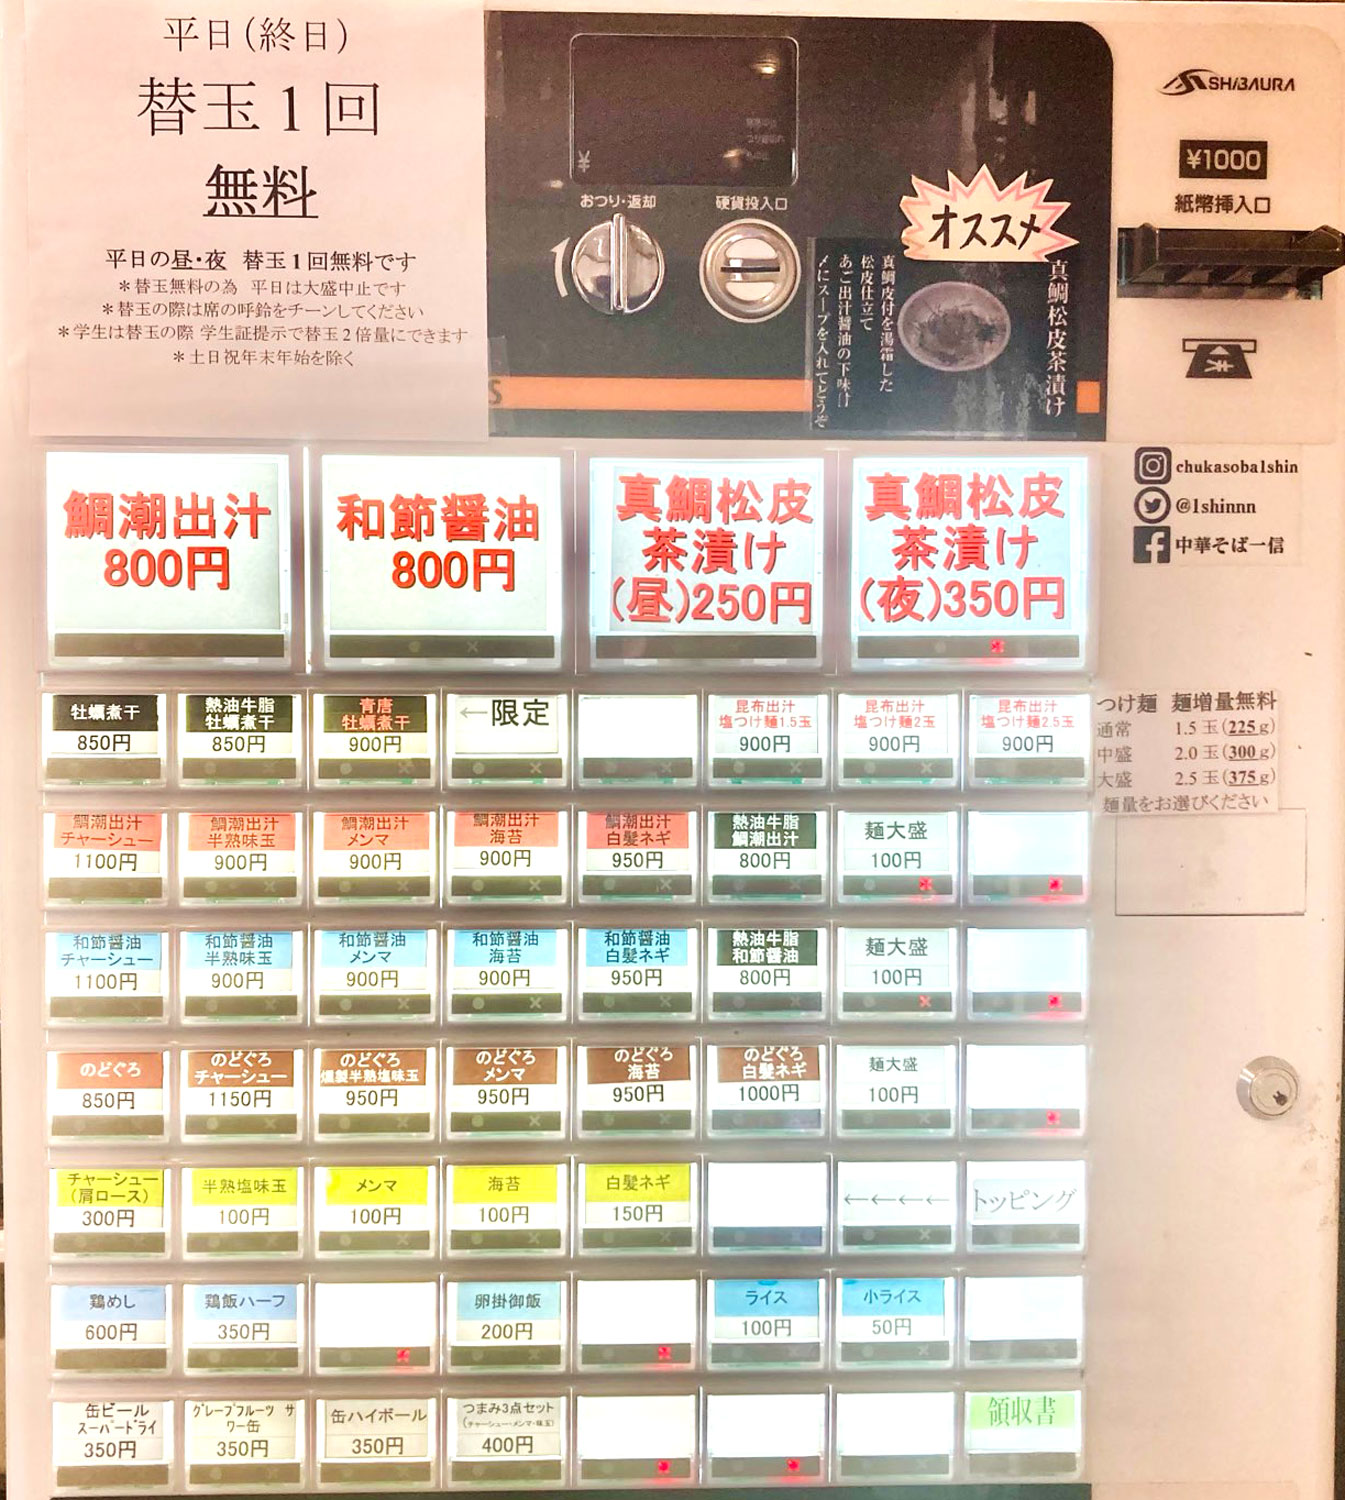 平日(終日)
替玉1回
無料
平日の昼・夜 替玉1回無料です
*替玉無料の為 平日は大盛中止です
*替玉の際は席の呼鈴をチーンしてください
*学生は替玉の際 学生証提示で替玉2倍量にできます
*土日祝年末年始を除く
¥
おつり・返却
硬貨投入口
オススメ
真鯛松皮茶漬け
真鯛皮付を湯霜した
松皮仕立て
あご出汁醤油の下味付
〆にスープを入れてどうぞ
S
SHIBAURA
¥1000
紙幣挿入口
chukasoba1shin
@1shinnn
中華そば一信
鯛潮出汁
800円
和節醤油
800円
真鯛松皮
茶漬け
(昼)250円
真鯛松皮
茶漬け
(夜)350円
牡蠣煮干
850円
熱油牛脂
牡蠣煮干
850円
青唐
牡蠣煮干
900円
←限定
昆布出汁
塩つけ麺1.5玉
900円
昆布出汁
塩つけ麺2玉
900円
昆布出汁
塩つけ麺2.5玉
900円
つけ麺 麺増量無料
通常 1.5玉(225g)
中盛 2.0玉(300g)
大盛 2.5玉(375g)
麺量をお選びください
鯛潮出汁
チャーシュー
1100円
鯛潮出汁
半熟味玉
900円
鯛潮出汁
メンマ
900円
鯛潮出汁
海苔
900円
鯛潮出汁
白髪ネギ
950円
熱油牛脂
鯛潮出汁
800円
麺大盛
100円
和節醤油
チャーシュー
1100円
和節醤油
半熟味玉
900円
和節醤油
メンマ
900円
和節醤油
海苔
900円
和節醤油
白髪ネギ
950円
熱油牛脂
和節醤油
800円
麺大盛
100円
のどぐろ
850円
のどぐろ
チャーシュー
1150円
のどぐろ
燻製半熟塩味玉
950円
のどぐろ
メンマ
950円
のどぐろ
海苔
950円
のどぐろ
白髪ネギ
1000円
麺大盛
100円
チャーシュー
(肩ロース)
300円
半熟塩味玉
100円
メンマ
100円
海苔
100円
白髪ネギ
150円
←←←←
トッピング
鶏めし
600円
鶏飯ハーフ
350円
卵掛御飯
200円
ライス
100円
小ライス
50円
缶ビール
スーパードライ
350円
グレープフルーツ サ
ワー缶
350円
缶ハイボール
350円
つまみ3点セット
(チャーシュー・メンマ・味玉)
400円
領収書